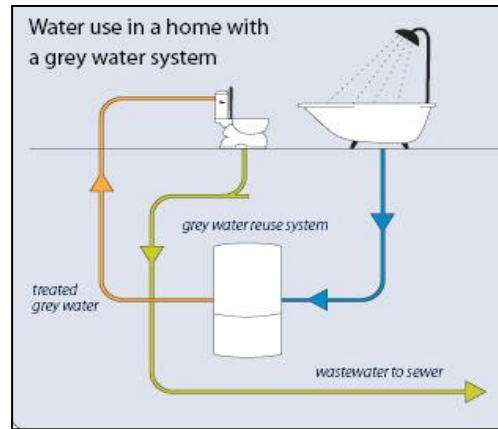 Water use in a home with
a grey water system
grey water reuse system
treated
grey water
wastewater to sewer